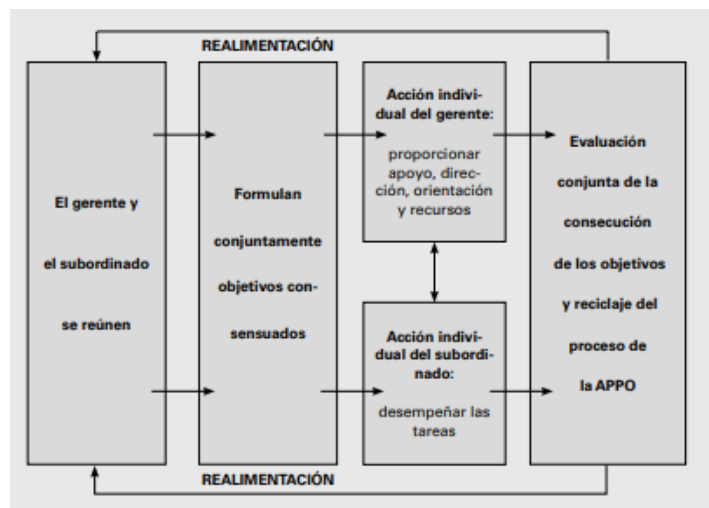 REALIMENTACIÓN
El gerente y
el subordinado
se reúnen
Formulan
conjuntamente
objetivos con-
sensuados
Acción indivi-
dual del gerente:
proporcionar
apoyo, direc-
ción, orientación
y recursos
Acción indivi-
dual del subordi-
nado:
desempeñar las
tareas
Evaluación
conjunta de la
consecución
de los objetivos
y reciclaje del
proceso de
la APPO
REALIMENTACIÓN